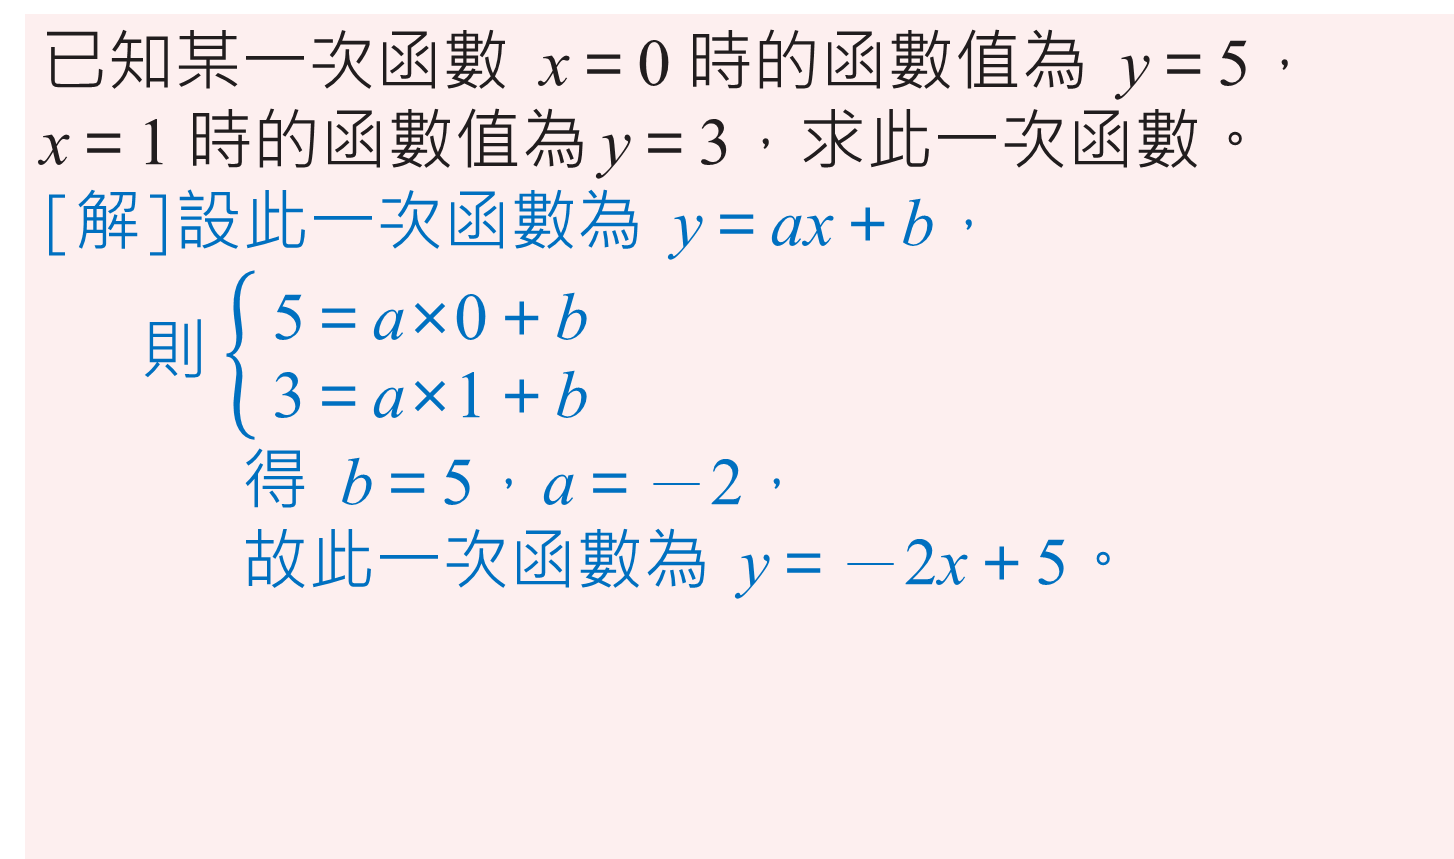 已知某一次函數 x = 0 時的函數值為 y = 5，
x = 1 時的函數值為 y = 3，求此一次函數。
[解]設此一次函數為 y = ax + b，
則 { 5 = a×0 + b
3 = a×1 + b
得 b = 5，a = －2，
故此一次函數為 y = －2x + 5。